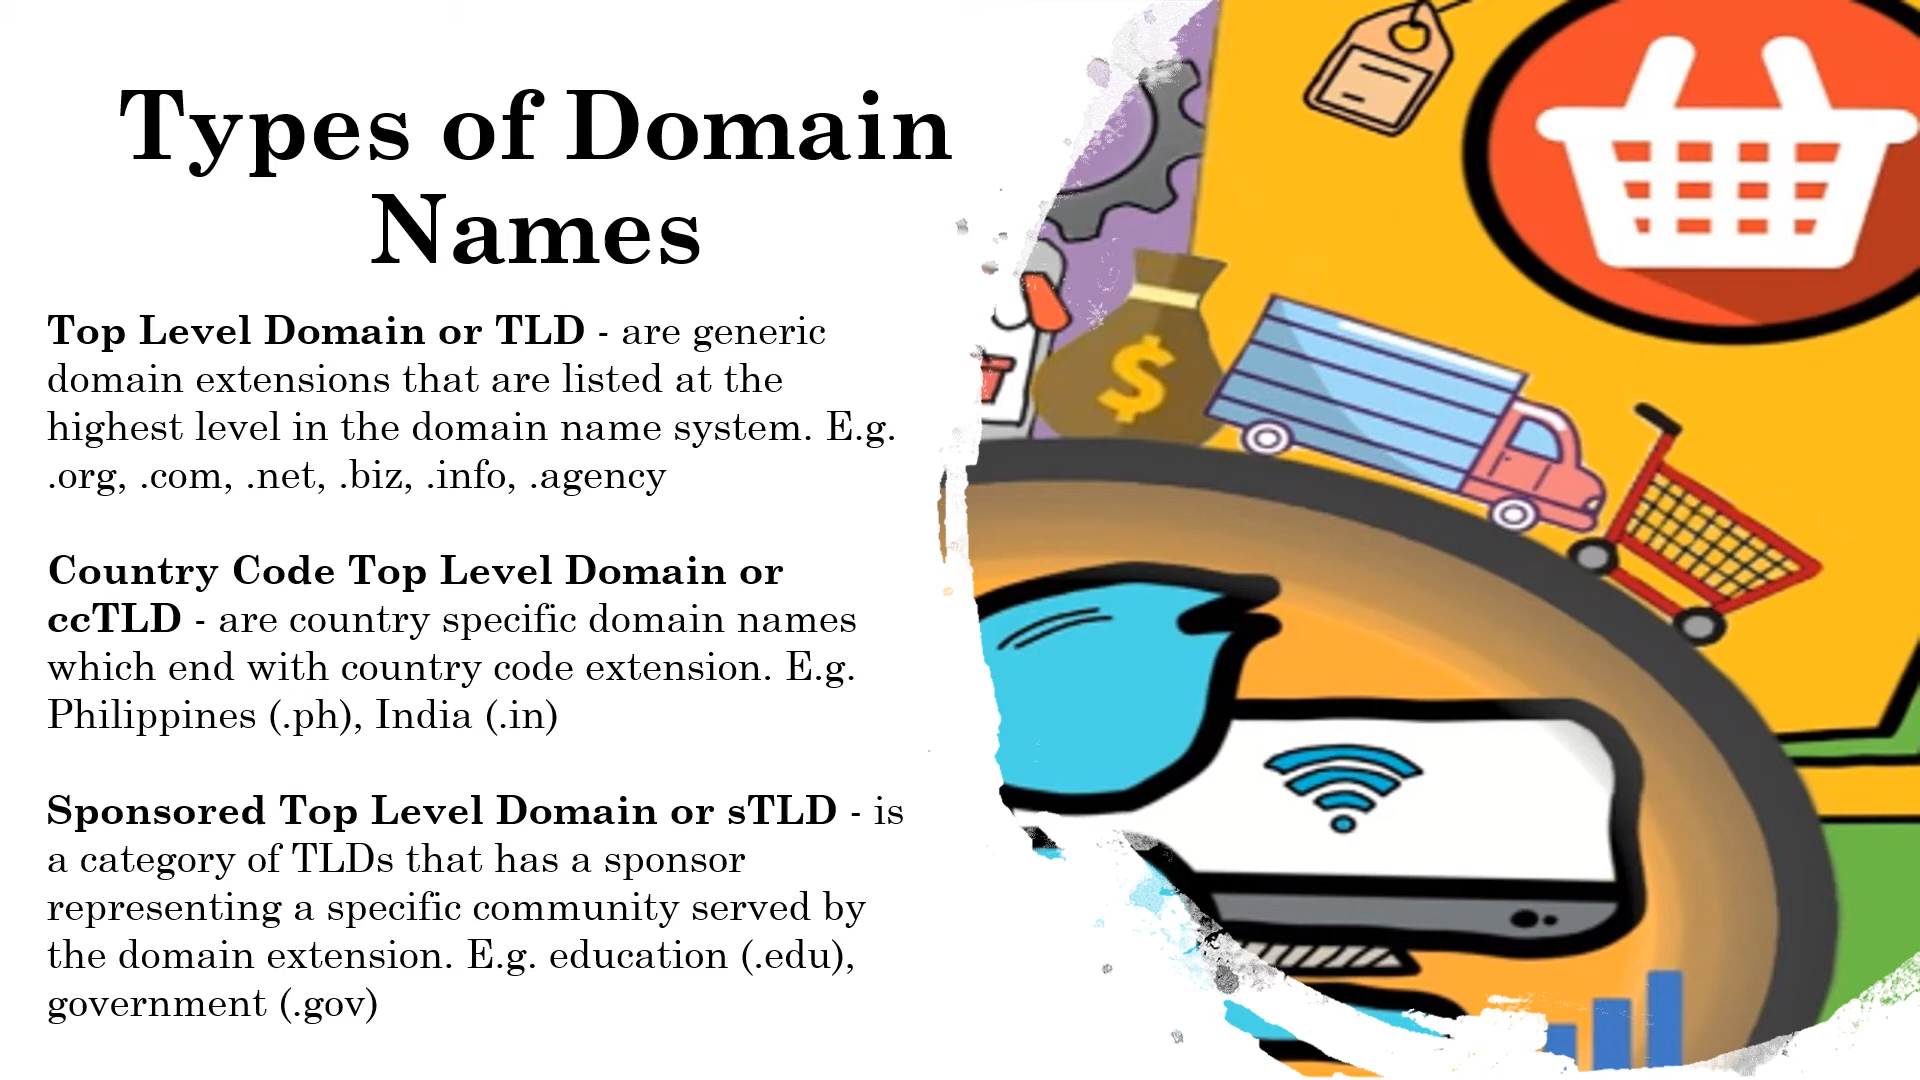 Types of Domain
Names
Top Level Domain or TLD - are generic
domain extensions that are listed at the
highest level in the domain name system. E.g.
.org, .com, .net, .biz, .info, .agency
Country Code Top Level Domain or
ccTLD - are country specific domain names
which end with country code extension. E.g.
Philippines (.ph), India (.in)
Sponsored Top Level Domain or sTLD - is
a category of TLDs that has a sponsor
representing a specific community served by
the domain extension. E.g. education (.edu),
government (.gov)
$